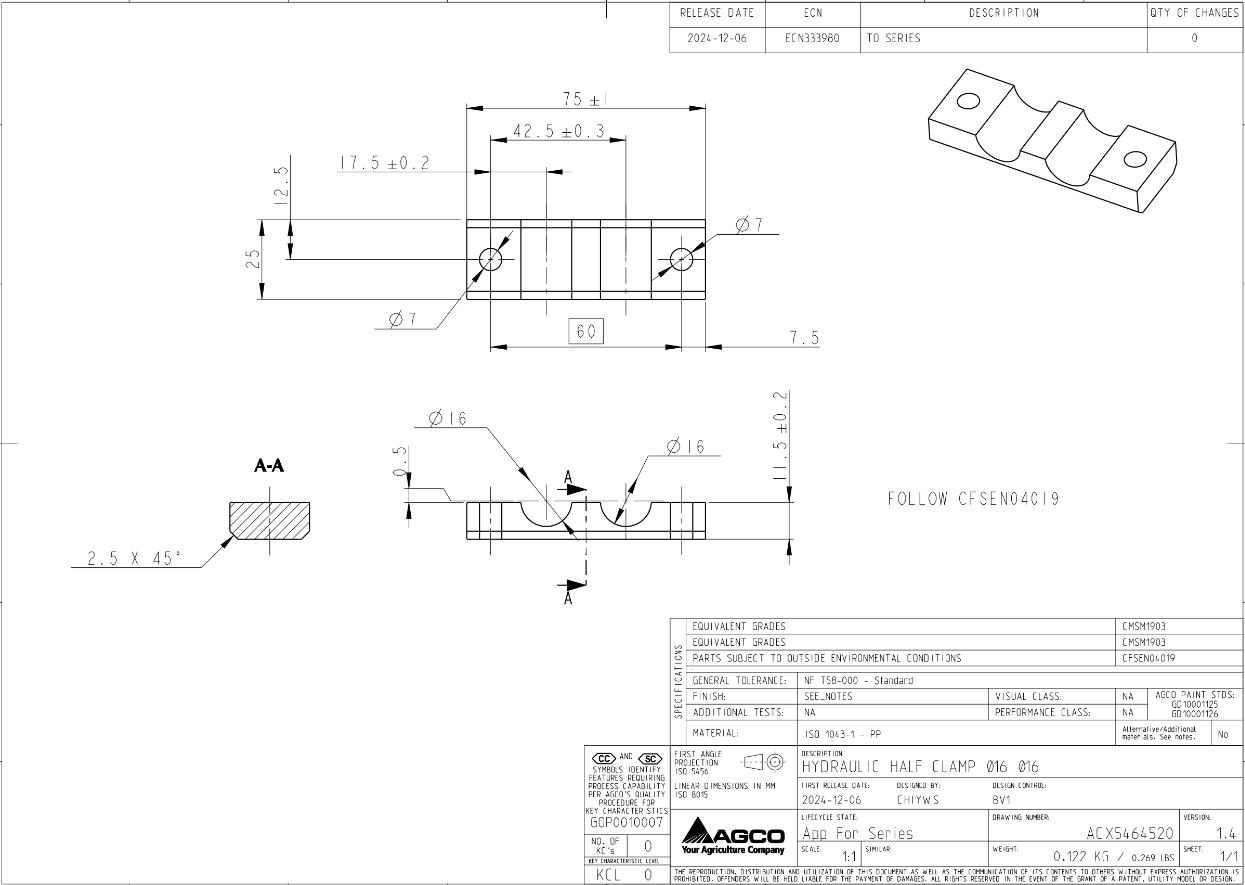 RELEASE DATE ECN DESCRIPTION QTY OF CHANGES
2024-12-06 ECN333980 TO SERIES 0
75 ±1
42.5 ±0.3
17.5 ±0.2
12.5
25
Ø7
Ø7
60
7.5
Ø16
Ø16
0.5
11.5 ±0.2
A
A
A-A
2.5 X 45°
FOLLOW CFSEN04019
SPECIFICATIONS
EQUIVALENT GRADES CMSM1903
EQUIVALENT GRADES CMSM1903
PARTS SUBJECT TO OUTSIDE ENVIRONMENTAL CONDITIONS CFSEN04019
GENERAL TOLERANCE: NF T58-000 - Standard
FINISH: SEE_NOTES VISUAL CLASS: NA AGCO PAINT STDS:
GD10001125
ADDITIONAL TESTS: NA PERFORMANCE CLASS: NA GD10001126
MATERIAL: ISO 1043-1 - PP Alternative/Additional
materials. See notes. No
CC AND SC
SYMBOLS IDENTIFY
FEATURES REQUIRING
PROCESS CAPABILITY
PER AGCO'S QUALITY
PROCEDURE FOR
KEY CHARACTERISTICS
GOP0010007
NO. OF
KC's 0
KEY CHARACTERISTIC LEVEL
KCL 0
FIRST ANGLE
PROJECTION
ISO 5456
LINEAR DIMENSIONS IN MM
ISO 8015
AGCO
Your Agriculture Company
DESCRIPTION:
HYDRAULIC HALF CLAMP Ø16 Ø16
FIRST RELEASE DATE: DESIGNED BY: DESIGN CONTROL:
2024-12-06 CHIYWS BV1
LIFECYCLE STATE: DRAWING NUMBER: VERSION:
App For Series ACX5464520 1.4
SCALE: 1:1 SIMILAR: WEIGHT: 0.122 KG / 0.269 LBS SHEET: 1/1
THE REPRODUCTION, DISTRIBUTION AND UTILIZATION OF THIS DOCUMENT AS WELL AS THE COMMUNICATION OF ITS CONTENTS TO OTHERS WITHOUT EXPRESS AUTHORIZATION IS
PROHIBITED. OFFENDERS WILL BE HELD LIABLE FOR THE PAYMENT OF DAMAGES. ALL RIGHTS RESERVED IN THE EVENT OF THE GRANT OF A PATENT, UTILITY MODEL OR DESIGN.